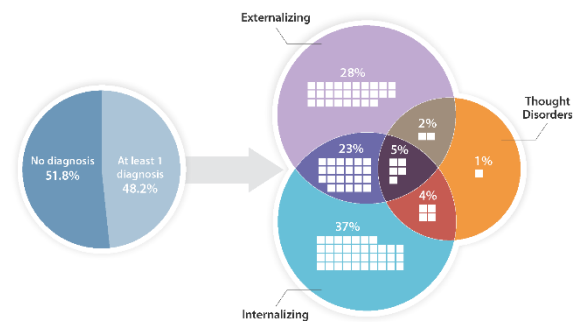 Externalizing
28%
Thought
Disorders
2%
No diagnosis
51.8%
At least 1
diagnosis
48.2%
23%
5%
1%
4%
37%
Internalizing